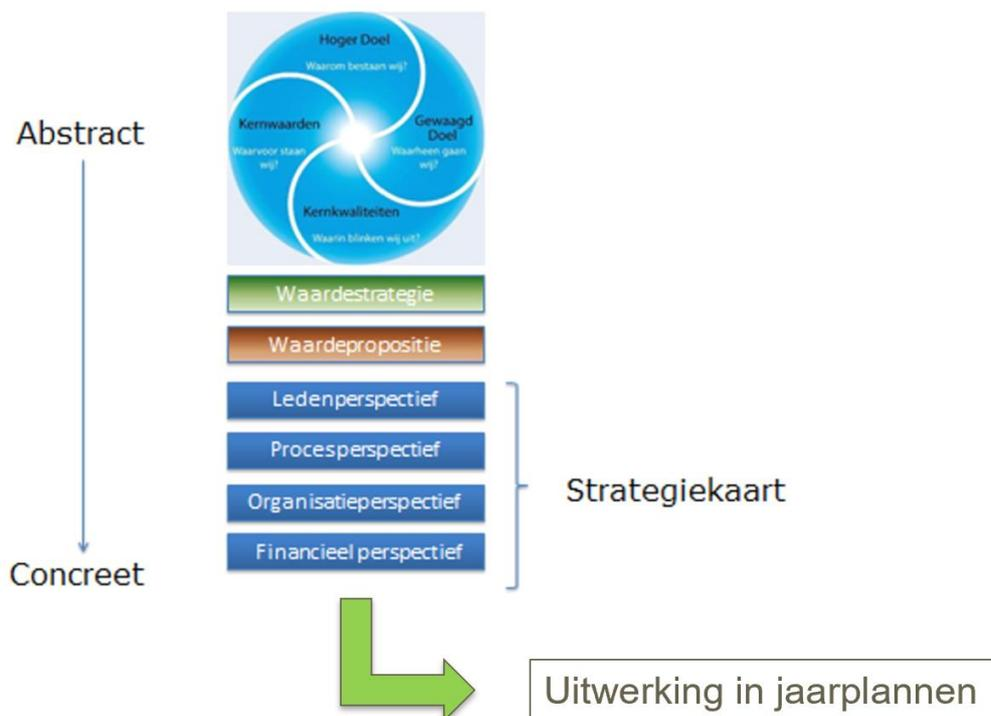 Hoger Doel
Waarom bestaan wij?
Abstract
Kernwaarden
Waarvoor staan
wij?
Gewaagd
Doel
Waarheen gaan
wij?
Kernkwaliteiten
Waarin blinken wij uit?
Waardestrategie
Waardepropositie
Ledenperspectief
Procesperspectief
Organisatieperspectief
Financieel perspectief
Strategiekaart
Concreet
Uitwerking in jaarplannen